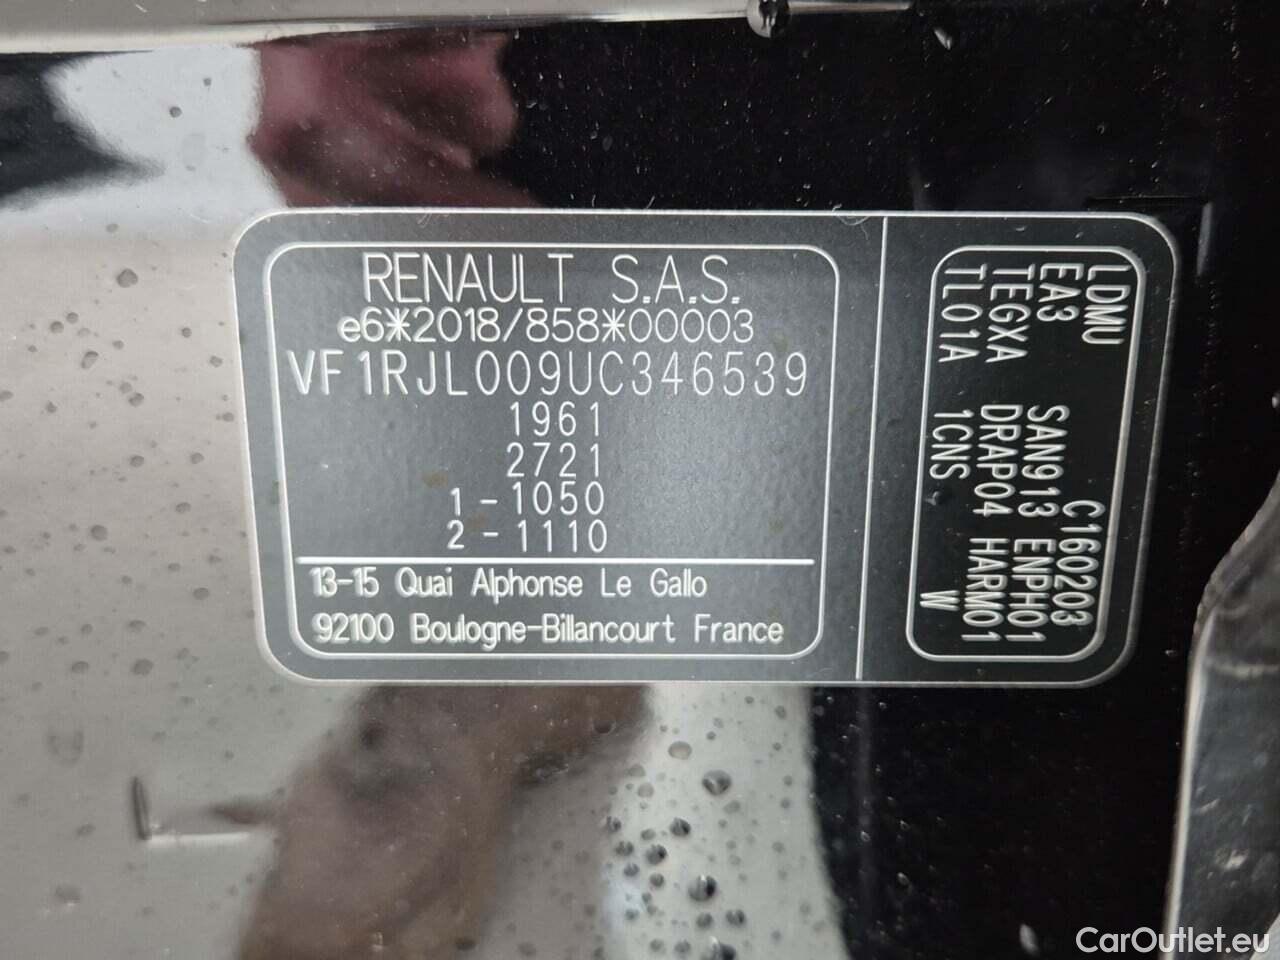 RENAULT S.A.S.
e6*2018/858*00003
VF1RJL009UC346539
1961
2721
1-1050
2-1110
13-15 Quai Alphonse Le Gallo
92100 Boulogne-Billancourt France
LDMU C160203
EA3 SAN913 ENPH01
TEGXA DRAP04 HARM01
TL01A 1CNS W
CarOutlet.eu